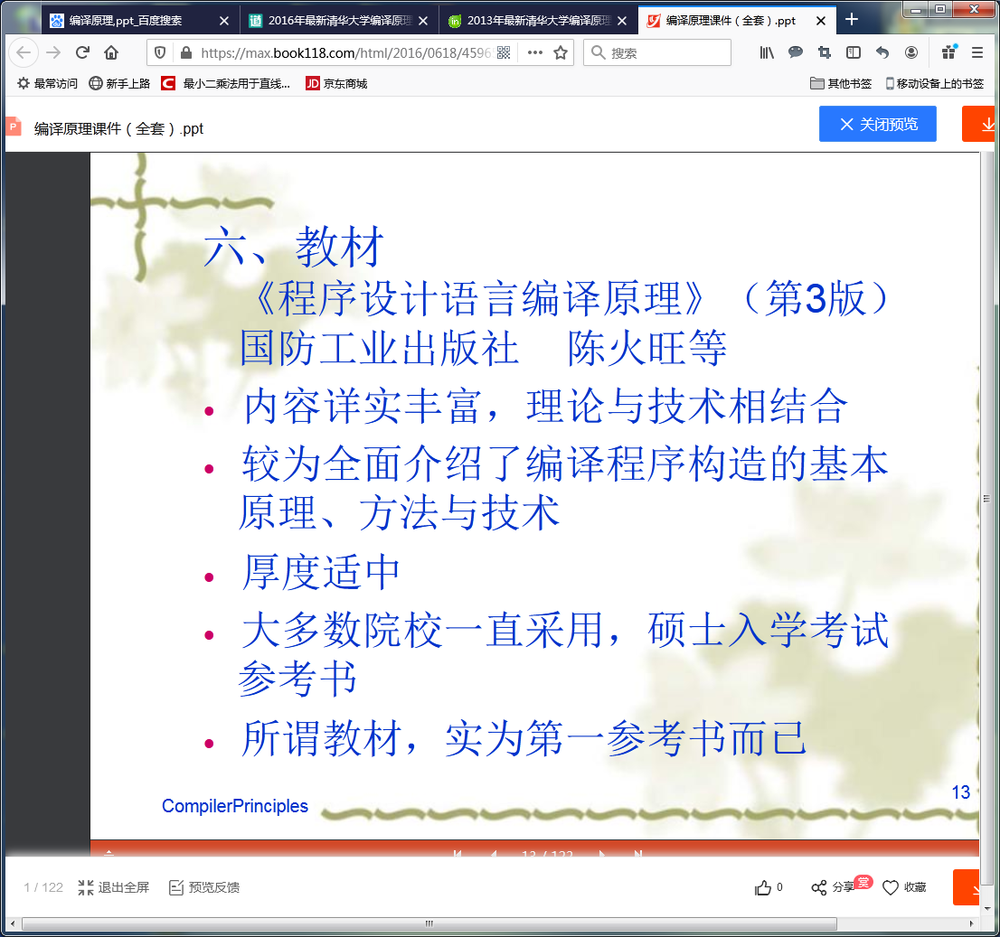 编译原理.ppt_百度搜索
2016年最新清华大学编译原理
2013年最新清华大学编译原理
编译原理课件（全套）.ppt
https://max.book118.com/html/2016/0618/4596
搜索
最常访问
新手上路
C
最小二乘法用于直线...
JD
京东商城
其他书签
移动设备上的书签
P
编译原理课件（全套）.ppt
关闭预览
六、教材
《程序设计语言编译原理》（第3版）
国防工业出版社 陈火旺等
• 内容详实丰富，理论与技术相结合
• 较为全面介绍了编译程序构造的基本
原理、方法与技术
• 厚度适中
• 大多数院校一直采用，硕士入学考试
参考书
• 所谓教材，实为第一参考书而已
13
CompilerPrinciples
13 / 122
1 / 122
退出全屏
预览反馈
0
分享
赏
收藏